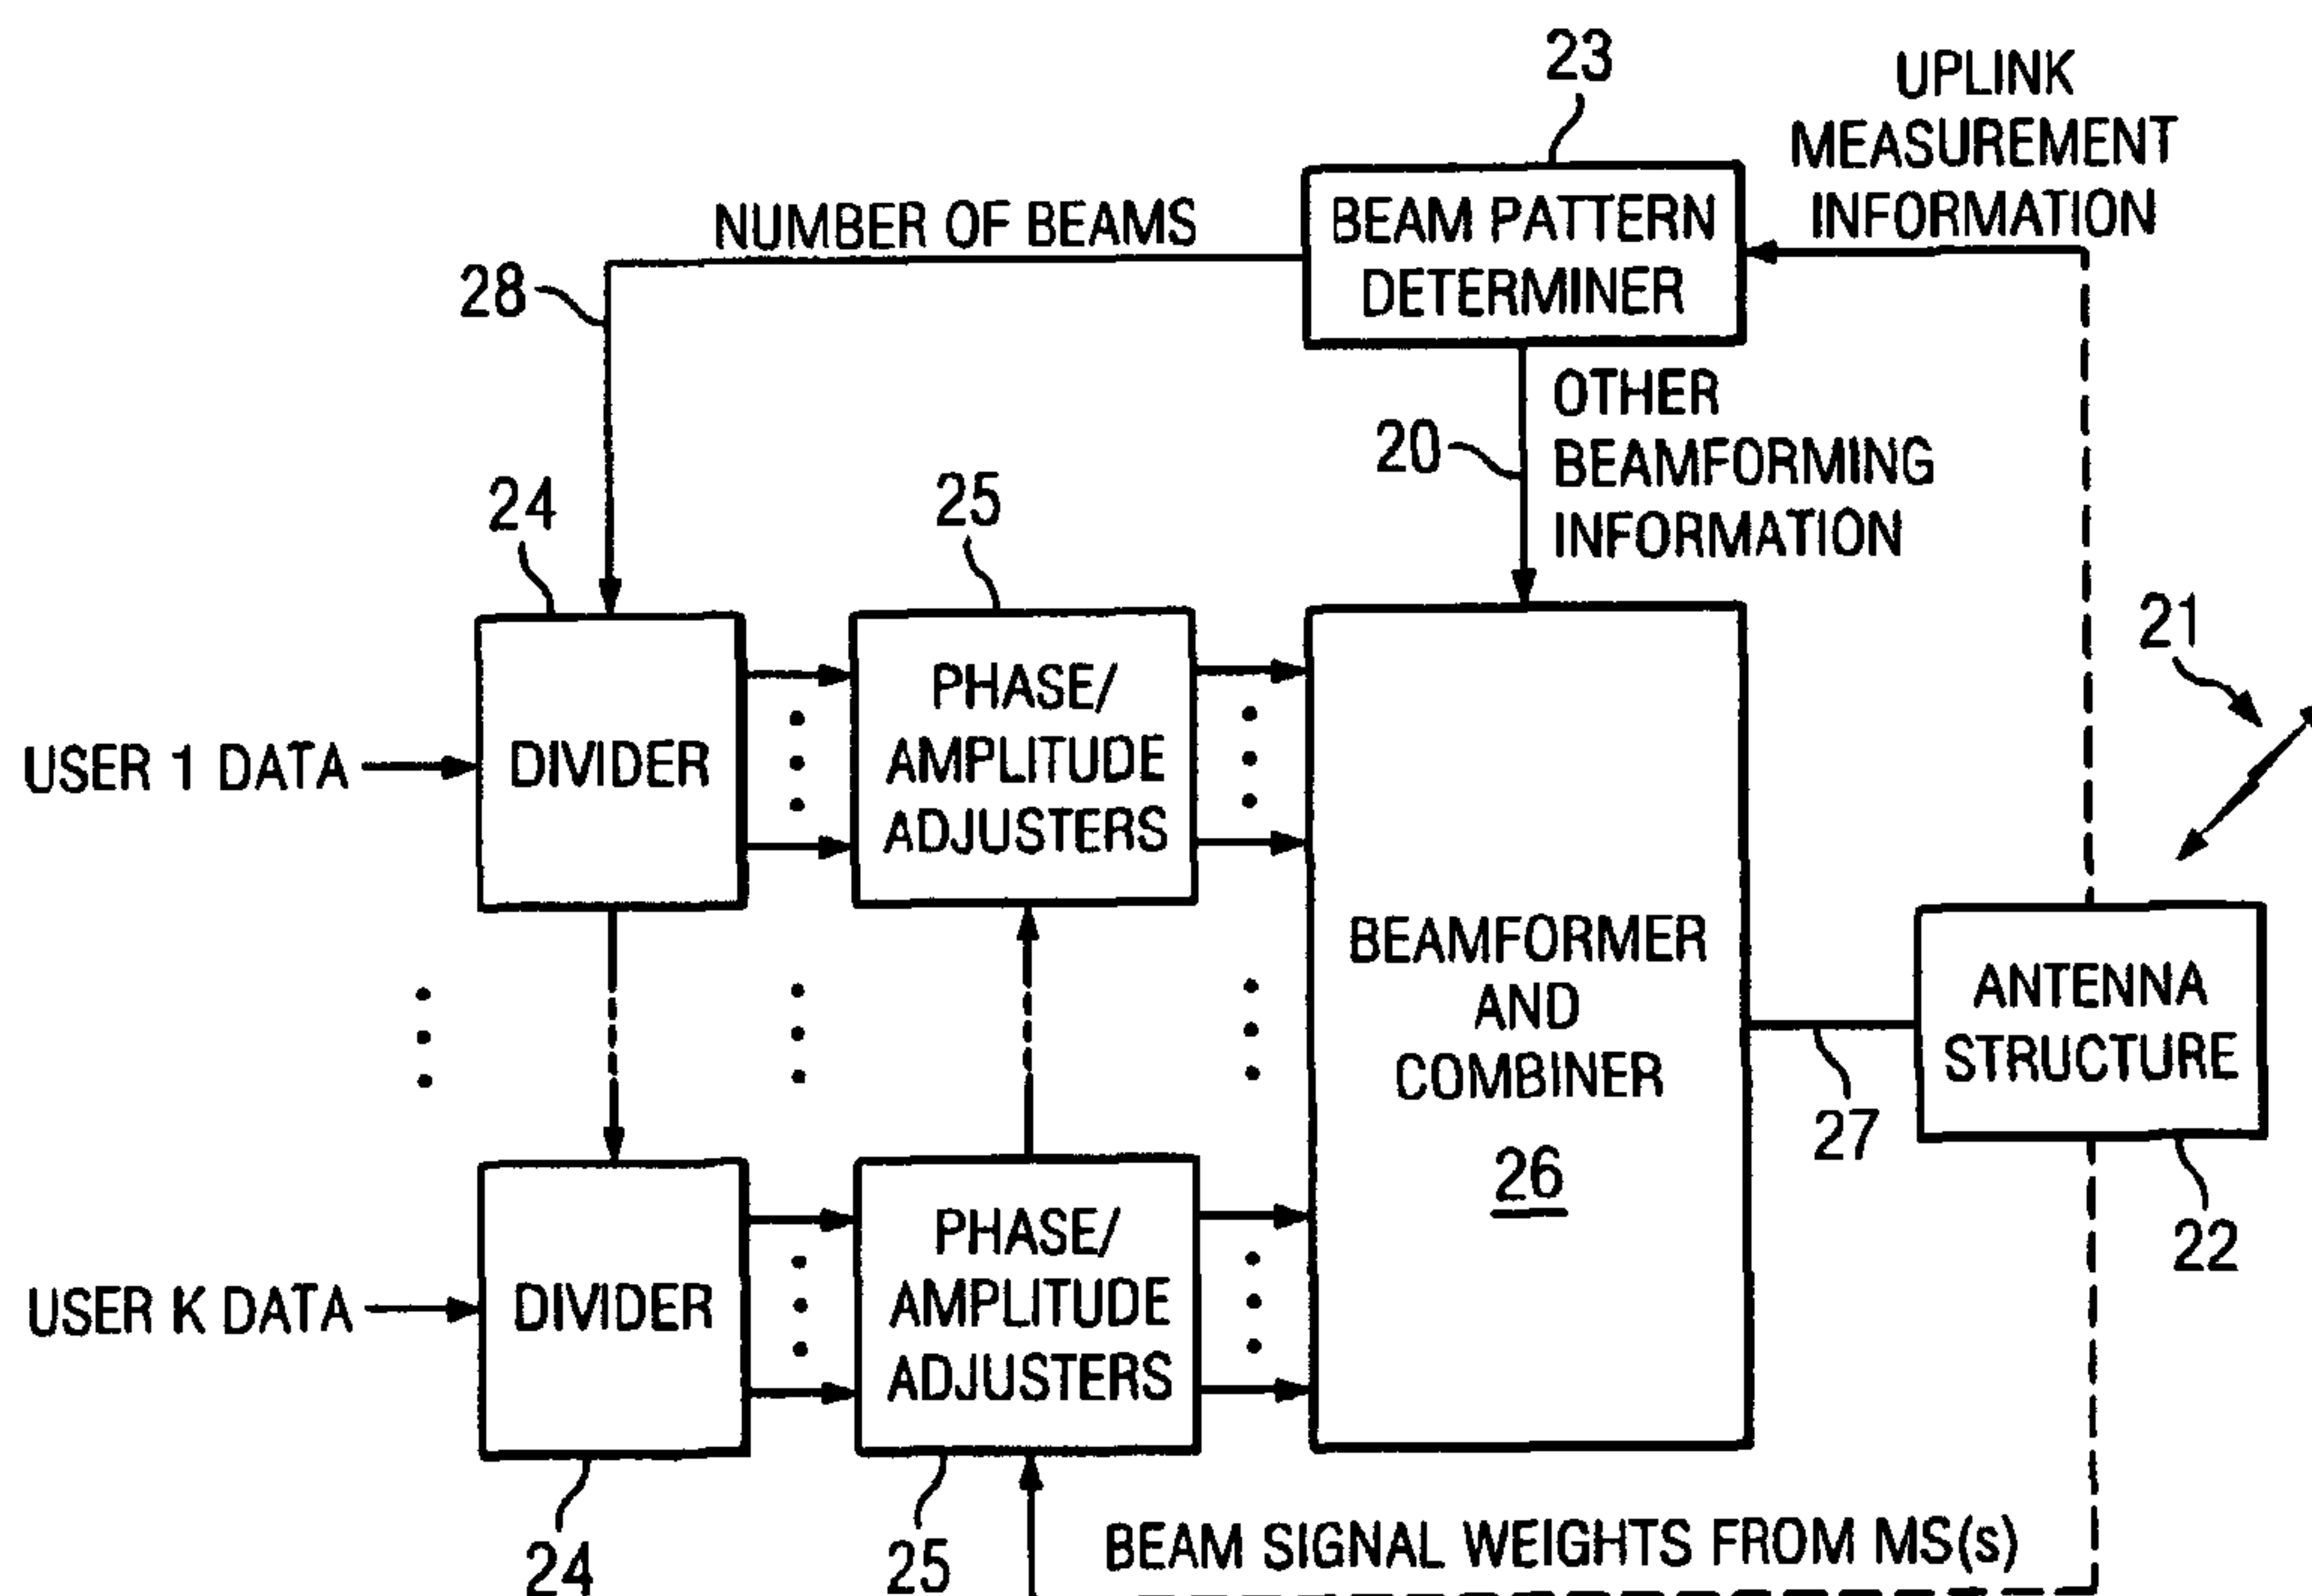 23
UPLINK
MEASUREMENT
INFORMATION
NUMBER OF BEAMS
BEAM PATTERN
DETERMINER
28
OTHER
BEAMFORMING
INFORMATION
20
24
25
21
USER 1 DATA
DIVIDER
PHASE/
AMPLITUDE
ADJUSTERS
BEAMFORMER
AND
COMBINER
26
ANTENNA
STRUCTURE
27
22
USER K DATA
DIVIDER
PHASE/
AMPLITUDE
ADJUSTERS
24
25
BEAM SIGNAL WEIGHTS FROM MS(s)